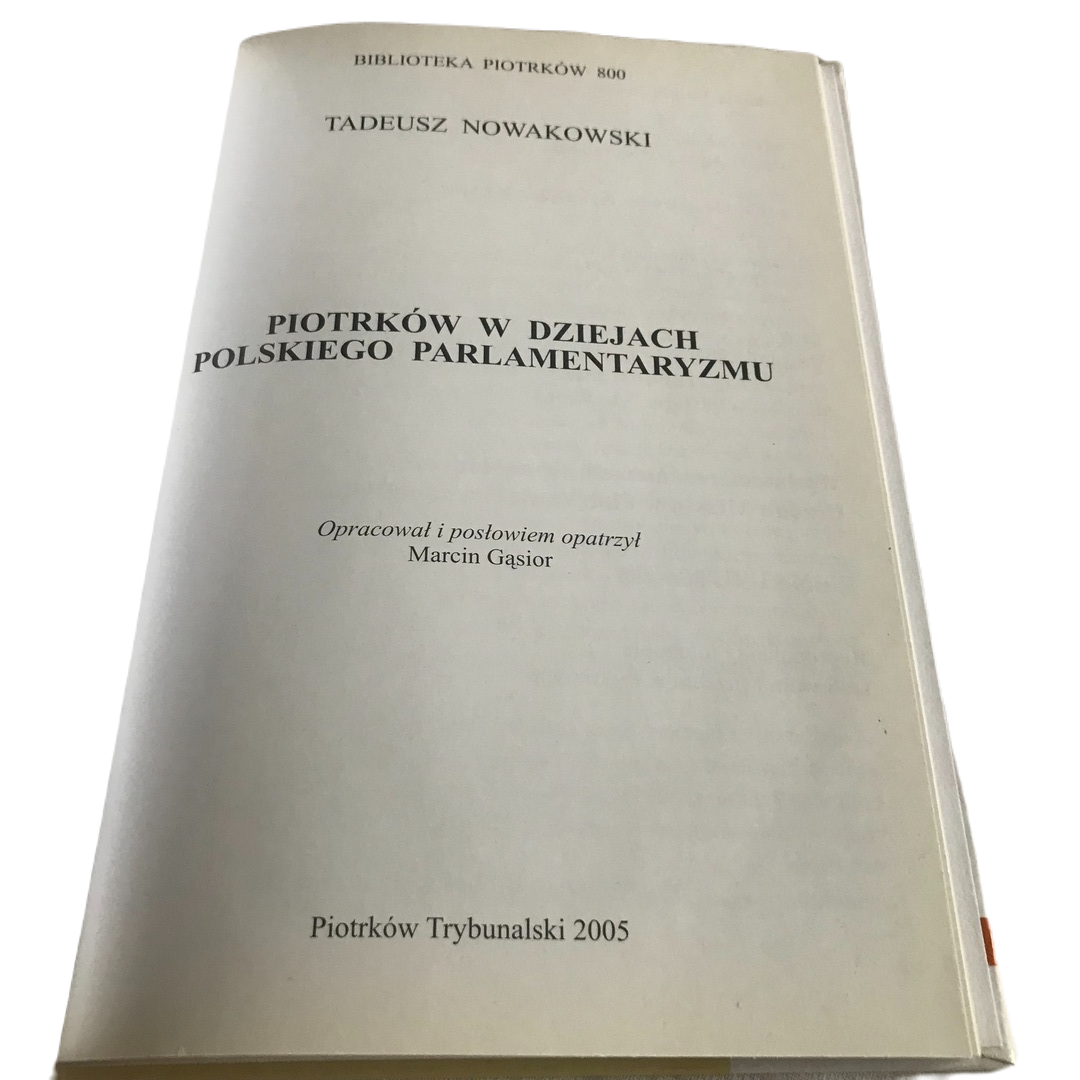 BIBLIOTEKA PIOTRKÓW 800
TADEUSZ NOWAKOWSKI
PIOTRKÓW W DZIEJACH
POLSKIEGO PARLAMENTARYZMU
Opracował i posłowiem opatrzył
Marcin Gąsior
Piotrków Trybunalski 2005